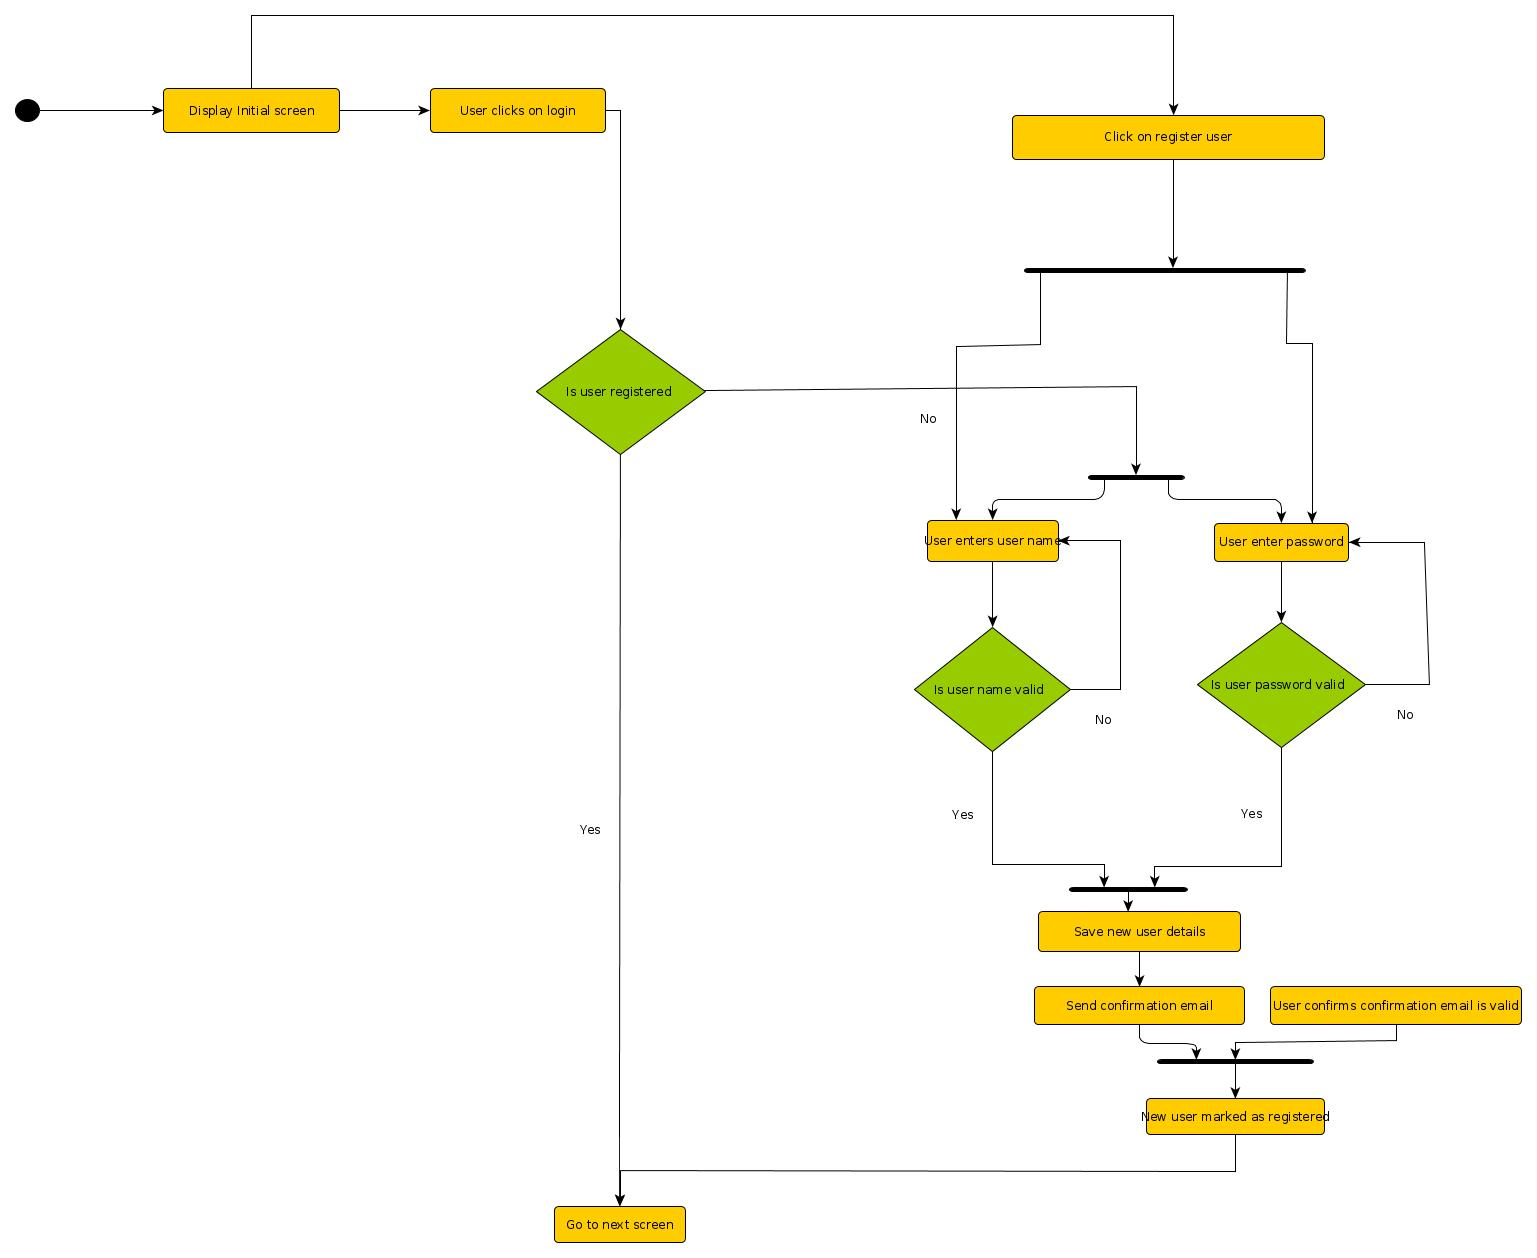 Display Initial screen
User clicks on login
Click on register user
Is user registered
No
User enters user name
User enter password
Is user name valid
Is user password valid
No
No
Yes
Yes
Yes
Save new user details
Send confirmation email
User confirms confirmation email is valid
New user marked as registered
Go to next screen